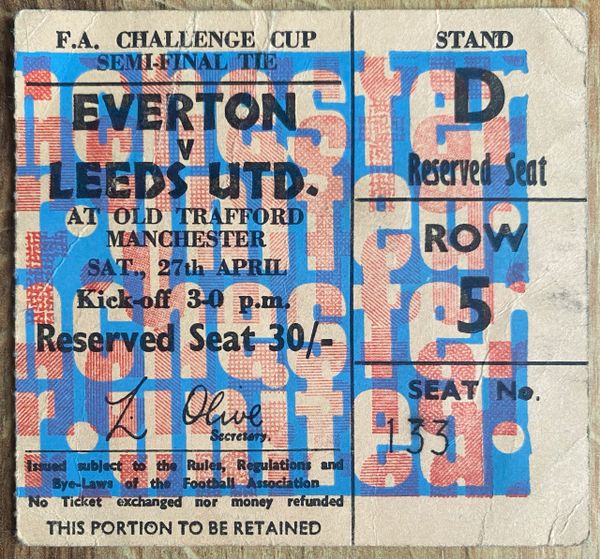 F.A. CHALLENGE CUP
SEMI-FINAL TIE
EVERTON
V
LEEDS UTD.
AT OLD TRAFFORD
MANCHESTER
SAT., 27th APRIL
Kick-off 3-0 p.m.
Reserved Seat 30/-
L. Olive
Secretary.
Issued subject to the Rules, Regulations and
Bye-Laws of the Football Association
No Ticket exchanged nor money refunded
THIS PORTION TO BE RETAINED
STAND
D
Reserved Seat
ROW
5
SEAT No.
133